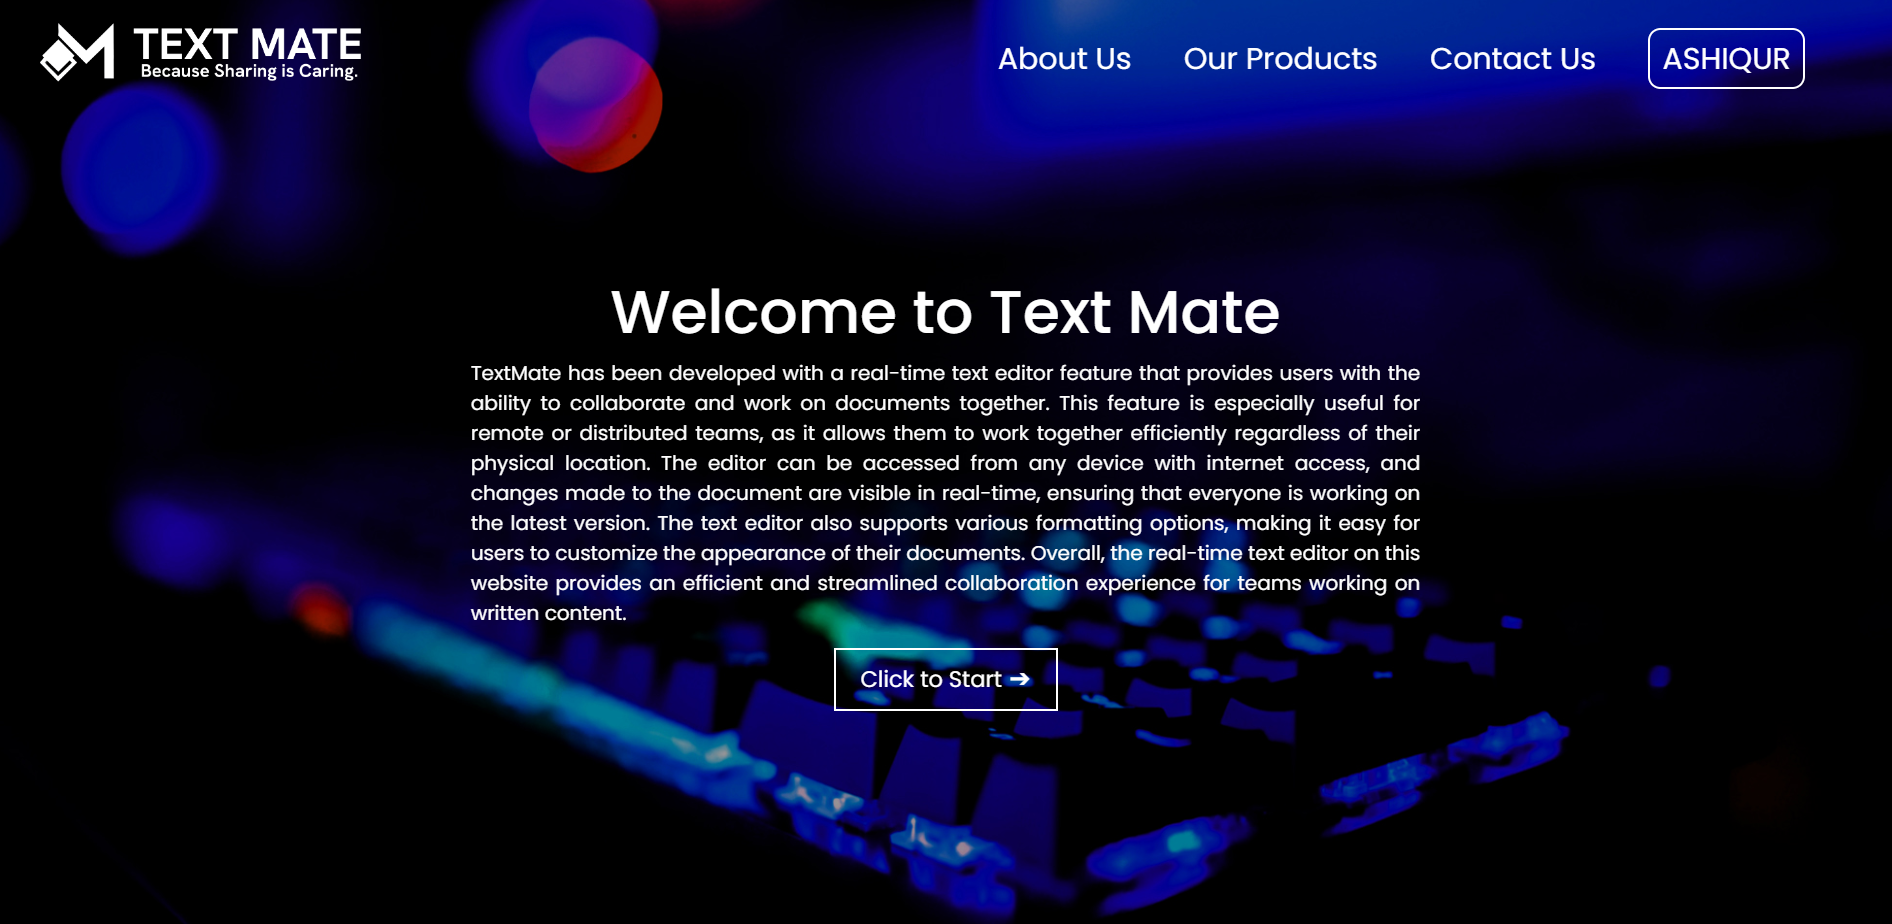 TEXT MATE
Because Sharing is Caring.
About Us
Our Products
Contact Us
ASHIQUR
Welcome to Text Mate
TextMate has been developed with a real-time text editor feature that provides users with the
ability to collaborate and work on documents together. This feature is especially useful for
remote or distributed teams, as it allows them to work together efficiently regardless of their
physical location. The editor can be accessed from any device with internet access, and
changes made to the document are visible in real-time, ensuring that everyone is working on
the latest version. The text editor also supports various formatting options, making it easy for
users to customize the appearance of their documents. Overall, the real-time text editor on this
website provides an efficient and streamlined collaboration experience for teams working on
written content.
Click to Start ➔